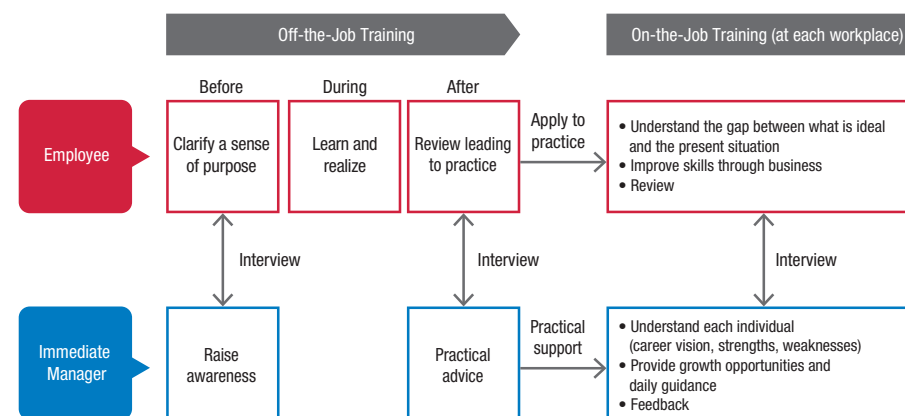 Off-the-Job Training
On-the-Job Training (at each workplace)
Before
During
After
Employee
Clarify a sense
of purpose
Learn and
realize
Review leading
to practice
Apply to
practice
• Understand the gap between what is ideal
and the present situation
• Improve skills through business
• Review
Interview
Interview
Interview
Immediate
Manager
Raise
awareness
Practical
advice
Practical
support
• Understand each individual
(career vision, strengths, weaknesses)
• Provide growth opportunities and
daily guidance
• Feedback